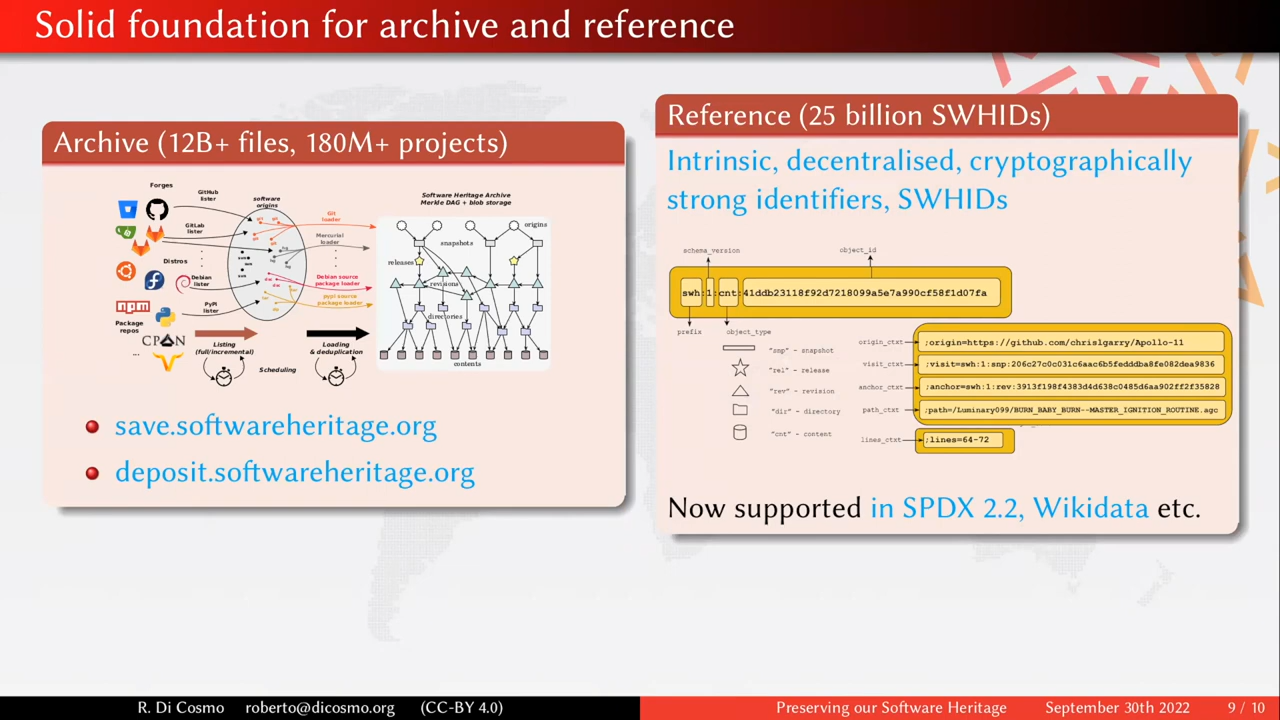 Solid foundation for archive and reference
Archive (12B+ files, 180M+ projects)
Forges
GitHub
lister
GitLab
lister
Distros
Debian
lister
PyPI
lister
npm
Package
repos
CPAN
...
software
origins
Git
loader
Mercurial
loader
Debian source
package loader
pypi source
package loader
Listing
(full/incremental)
Loading
& deduplication
Scheduling
Software Heritage Archive
Merkle DAG + blob storage
origins
snapshots
releases
revisions
directories
contents
save.softwareheritage.org
deposit.softwareheritage.org
Reference (25 billion SWHIDs)
Intrinsic, decentralised, cryptographically
strong identifiers, SWHIDs
schema_version
object_id
swh:1:cnt:41ddb23118f92d7218099a5e7a990cf58f1d07fa
prefix
object_type
"snp" - snapshot
"rel" - release
"rev" - revision
"dir" - directory
"cnt" - content
origin_ctxt
;origin=https://github.com/chrislgarry/Apollo-11
visit_ctxt
;visit=swh:1:snp:206c27c0c031c6aac6b5fedddba8fe082dea9836
anchor_ctxt
;anchor=swh:1:rev:3913f198f4383d4d638c0485d6aa902ff2f35828
path_ctxt
;path=/Luminary099/BURN_BABY_BURN--MASTER_IGNITION_ROUTINE.agc
lines_ctxt
;lines=64-72
Now supported in SPDX 2.2, Wikidata etc.
R. Di Cosmo roberto@dicosmo.org (CC-BY 4.0)
Preserving our Software Heritage September 30th 2022 9 / 10